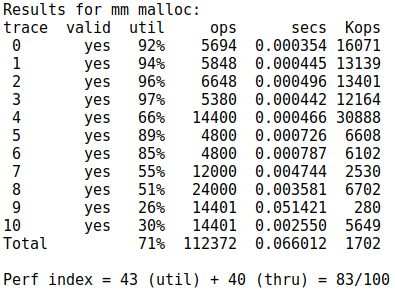 Results for mm malloc:
trace  valid  util     ops      secs  Kops
 0       yes   92%    5694  0.000354 16071
 1       yes   94%    5848  0.000445 13139
 2       yes   96%    6648  0.000496 13401
 3       yes   97%    5380  0.000442 12164
 4       yes   66%   14400  0.000466 30888
 5       yes   89%    4800  0.000726  6608
 6       yes   85%    4800  0.000787  6102
 7       yes   55%   12000  0.004744  2530
 8       yes   51%   24000  0.003581  6702
 9       yes   26%   14401  0.051421   280
10       yes   30%   14401  0.002550  5649
Total          71%  112372  0.066012  1702
Perf index = 43 (util) + 40 (thru) = 83/100